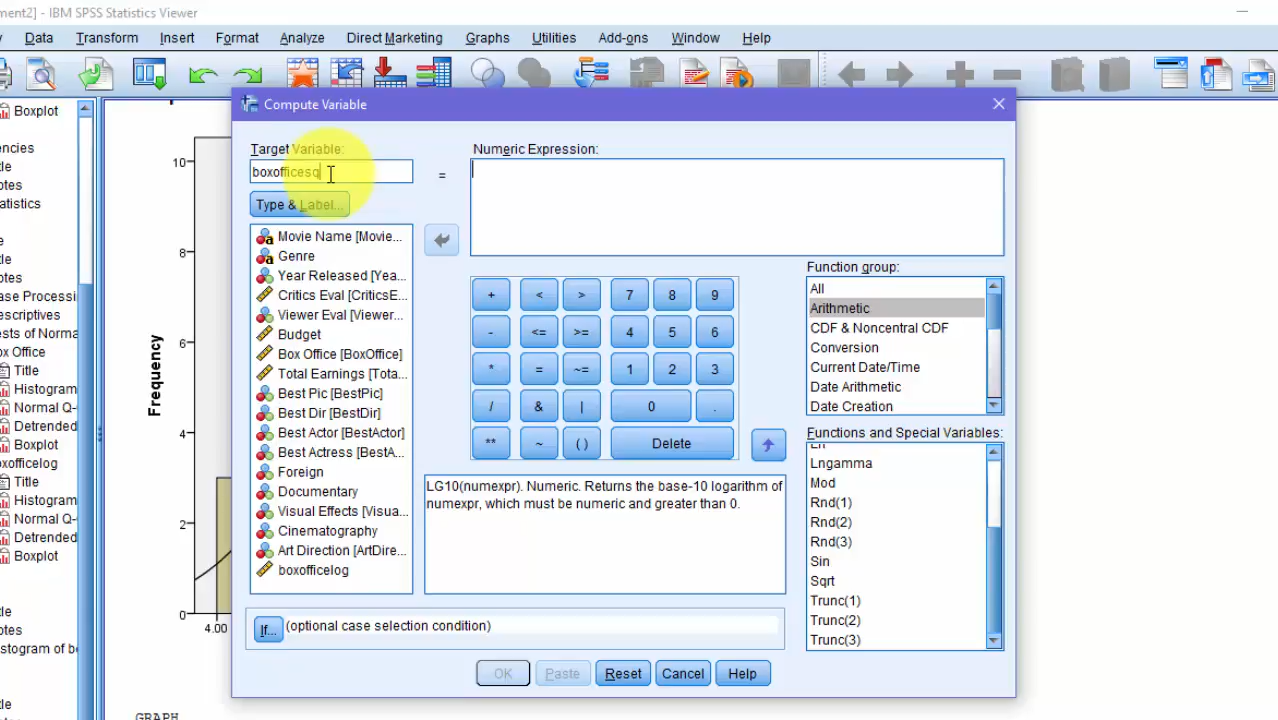 ment2] - IBM SPSS Statistics Viewer
Data Transform Insert Format Analyze Direct Marketing Graphs Utilities Add-ons Window Help
Boxplot
encies
tle
otes
atistics
e
tle
otes
ase Processi
escriptives
ests of Norma
ox Office
Title
Histogram
Normal Q-
Detrended
Boxplot
oxofficelog
Title
Histogram
Normal Q-
Detrended
Boxplot
tle
otes
stogram of b
tle
otes
Frequency
10
8
6
4
2
0
4.00
GRAPH
Compute Variable
Target Variable:
boxofficesq
=
Numeric Expression:
Type & Label...
Movie Name [Movie...
Genre
Year Released [Yea...
Critics Eval [CriticsE...
Viewer Eval [Viewer...
Budget
Box Office [BoxOffice]
Total Earnings [Tota...
Best Pic [BestPic]
Best Dir [BestDir]
Best Actor [BestActor]
Best Actress [BestA...
Foreign
Documentary
Visual Effects [Visua...
Cinematography
Art Direction [ArtDire...
boxofficelog
+ < > 7 8 9
- <= >= 4 5 6
* = ~= 1 2 3
/ & | 0 .
** ~ ( ) Delete
LG10(numexpr). Numeric. Returns the base-10 logarithm of
numexpr, which must be numeric and greater than 0.
Function group:
All
Arithmetic
CDF & Noncentral CDF
Conversion
Current Date/Time
Date Arithmetic
Date Creation
Functions and Special Variables:
Lngamma
Mod
Rnd(1)
Rnd(2)
Rnd(3)
Sin
Sqrt
Trunc(1)
Trunc(2)
Trunc(3)
If... (optional case selection condition)
OK Paste Reset Cancel Help